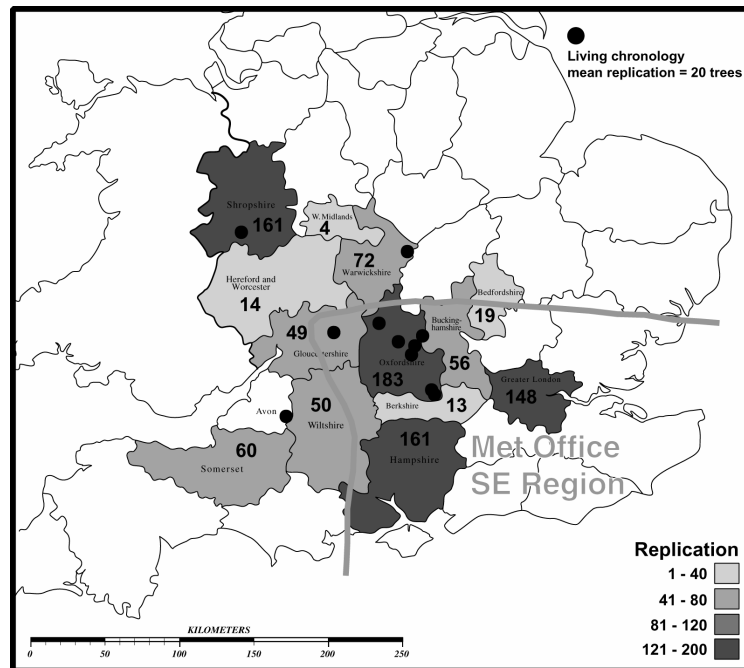 Living chronology
mean replication = 20 trees
Shropshire
161
W. Midlands
4
72
Warwickshire
Hereford and
Worcester
14
Bedfordshire
19
Bucking-
hamshire
56
49
Gloucestershire
Oxfordshire
183
Greater London
148
Avon
50
Wiltshire
Berkshire
13
60
Somerset
161
Hampshire
Met Office
SE Region
Replication
1 - 40
41 - 80
81 - 120
121 - 200
KILOMETERS
0 50 100 150 200 250